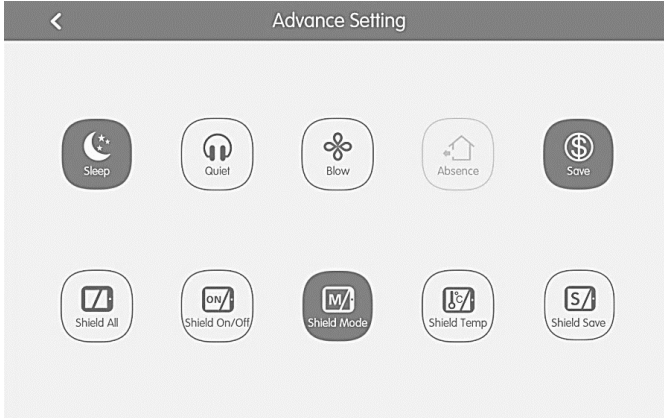 Advance Setting
Sleep
Quiet
Blow
Absence
Save
ON
M
°C
S
Shield All
Shield On/Off
Shield Mode
Shield Temp
Shield Save